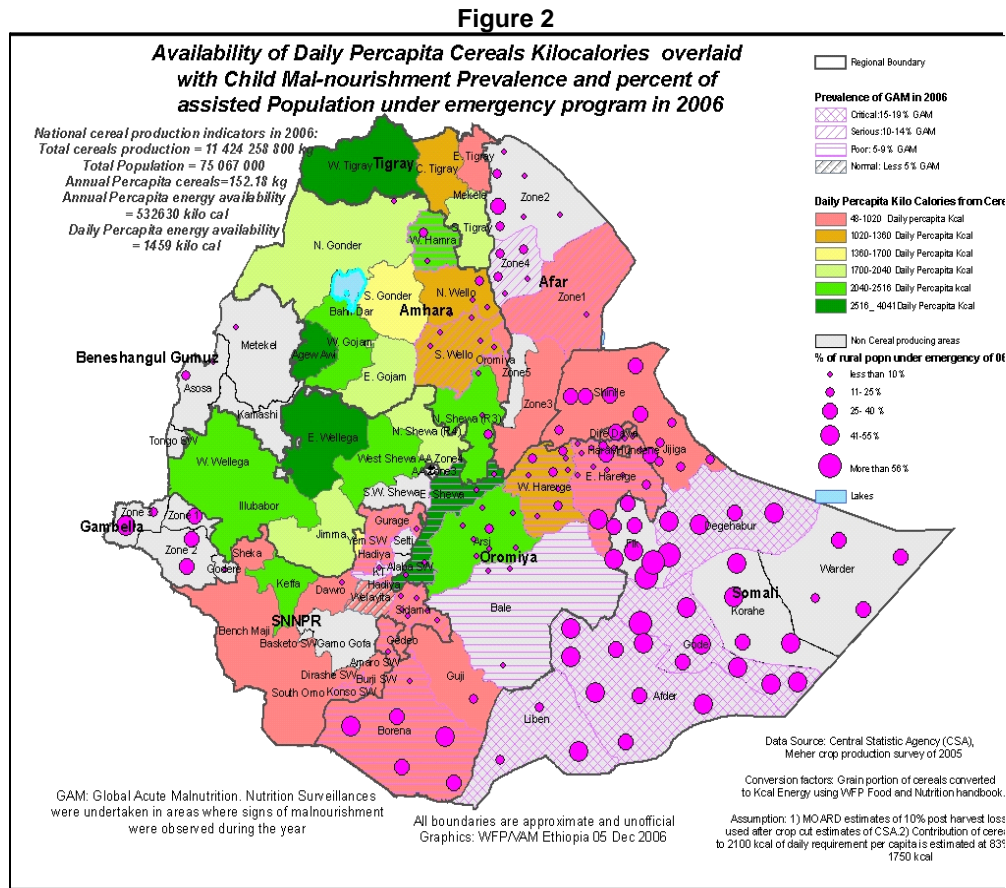 Figure 2
Availability of Daily Percapita Cereals Kilocalories overlaid
with Child Mal-nourishment Prevalence and percent of
assisted Population under emergency program in 2006
National cereal production indicators in 2006:
Total cereals production = 11 424 258 800 kg
Total Population = 75 067 000
Annual Percapita cereals=152.18 kg
Annual Percapita energy availability
= 532630 kilo cal
Daily Percapita energy availability
= 1459 kilo cal
Regional Boundary
Prevalence of GAM in 2006
Critical:15-19% GAM
Serious:10-14% GAM
Poor: 5-9% GAM
Normal: Less 5% GAM
Daily Percapita Kilo Calories from Cere
48-1020 Daily percapita Kcal
1020-1360 Daily Percapita Kcal
1360-1700 Daily Percapita Kcal
1700-2040 Daily Percapita Kcal
2040-2516 Daily Percapita Kcal
2516_ 4041Daily Percapita Kcal
Non Cereal producing areas
% of rural popn under emergency of 06
less than 10%
11- 25%
25- 40 %
41-55%
More than 56%
Lakes
W. Tigray
Tigray
C. Tigray
E. Tigray
Mekele
S. Tigray
Zone2
N. Gonder
W. Hamra
Zone4
Afar
Zone1
S. Gonder
N. Wello
Amhara
Bahr Dar
Metekel
W. Gojam
Agew Awi
S. Wello
Oromiya
Zone5
Beneshangul Gumuz
Asosa
E. Gojam
Zone3
Shinile
Kamashi
N. Shewa (R3)
E. Wellega
N. Shewa (R4)
Dire Dawa
Jijiga
Tongo SW
W. Wellega
West Shewa
AA Zone4
AA Zone3
E. Harerge
W. Harerge
S.W. Shewa
E. Shewa
Illubabor
Zone 3
Zone 1
Gambella
Gurage
Degehabur
Jimma
Yem SW
Selti
Arsi
Fik
Zone 2
Sheka
Hadiya
Oromiya
Godere
KT
Alaba SW
Warder
Keffa
Dawro
Hadiya
Welayita
Somali
Sidama
Bale
Korahe
SNNPR
Bench Maji
Basketo SW
Gamo Gofa
Gedeo
Gode
Amaro SW
Dirashe SW
Burji SW
Guji
South Omo
Konso SW
Afder
Liben
Borena
Data Source: Central Statistic Agency (CSA),
Meher crop production survey of 2005
Conversion factors: Grain portion of cereals converted
to Kcal Energy using WFP Food and Nutrition handbook.
GAM: Global Acute Malnutrition. Nutrition Surveillances
were undertaken in areas where signs of malnourishment
were observed during the year
All boundaries are approximate and unofficial
Graphics: WFP/VAM Ethiopia 05 Dec 2006
Assumption: 1) MOARD estimates of 10% post harvest loss
used after crop cut estimates of CSA.2) Contribution of cere
to 2100 kcal of daily requirement per capita is estimated at 83%
1750 kcal